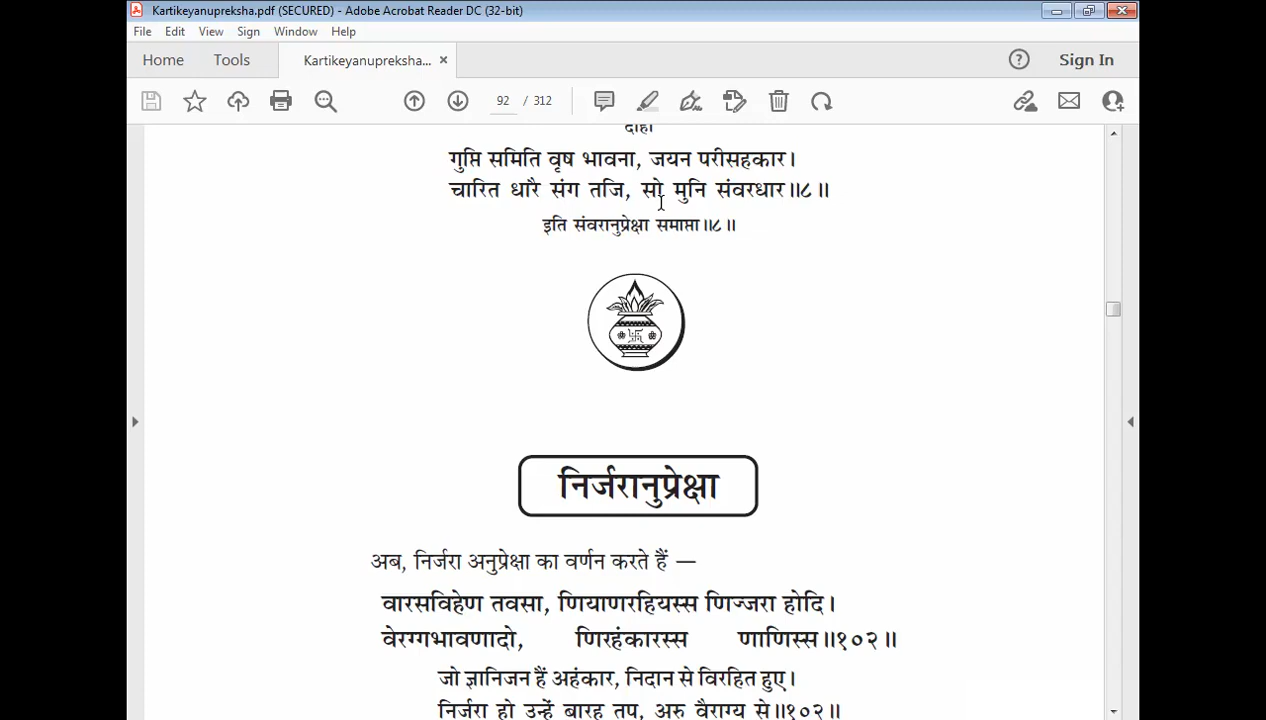 Kartikeyanupreksha.pdf (SECURED) - Adobe Acrobat Reader DC (32-bit)
File Edit View Sign Window Help
Home Tools Kartikeyanupreksha... × Sign In
92 / 312
दोहा
गुप्ति समिति वृष भावना, जयन परीसहकार।
चारित धारै संग तजि, सो मुनि संवरधार॥८॥
इति संवरानुप्रेक्षा समाप्ता॥८॥
निर्जरानुप्रेक्षा
अब, निर्जरा अनुप्रेक्षा का वर्णन करते हैं —
वारसविहेण तवसा, णियाणरहियस्स णिज्जरा होदि।
वेरग्गभावणादो, णिरहंकारस्स णाणिस्स॥१०२॥
जो ज्ञानिजन हैं अहंकार, निदान से विरहित हुए।
निर्जरा हो उन्हें बारह तप, अरु वैराग्य से॥१०२॥